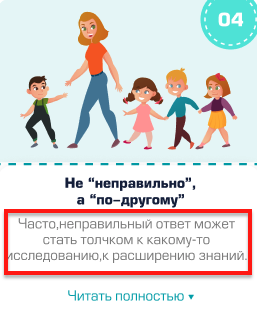 04
Не “неправильно”,
а “по-другому”
Часто,неправильный ответ может
стать толчком к какому-то
исследованию,к расширению знаний.
Читать полностью ▾